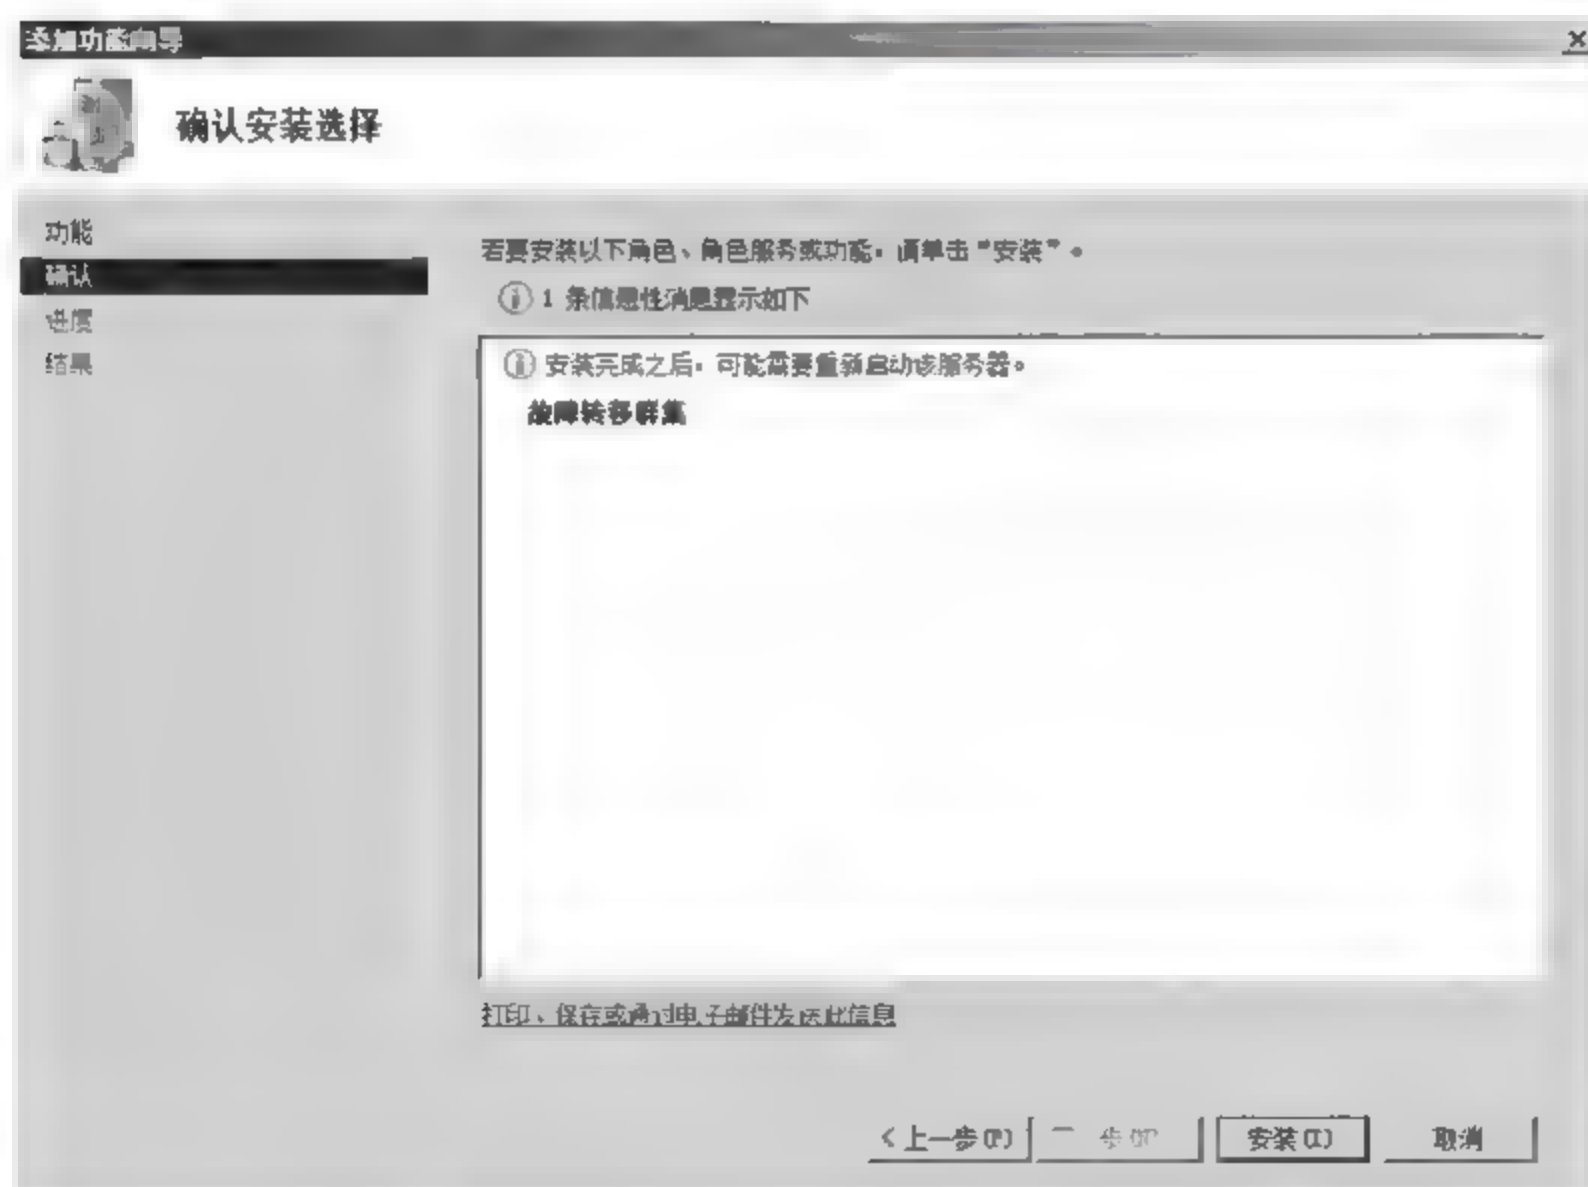 添加功能向导
确认安装选择
功能
确认
进度
结果
若要安装以下角色、角色服务或功能，请单击“安装”。
1 条信息性消息显示如下
安装完成之后，可能需要重新启动该服务器。
故障转移群集
打印、保存或通过电子邮件发送此信息
< 上一步(P)
步
安装(I)
取消